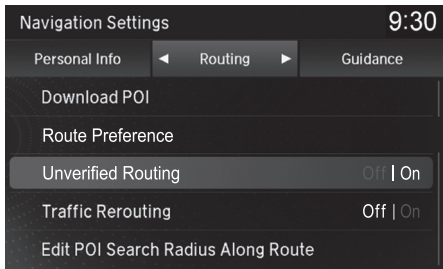 Navigation Settings 9:30
Personal Info Routing Guidance
Download POI
Route Preference
Unverified Routing Off | On
Traffic Rerouting Off | On
Edit POI Search Radius Along Route